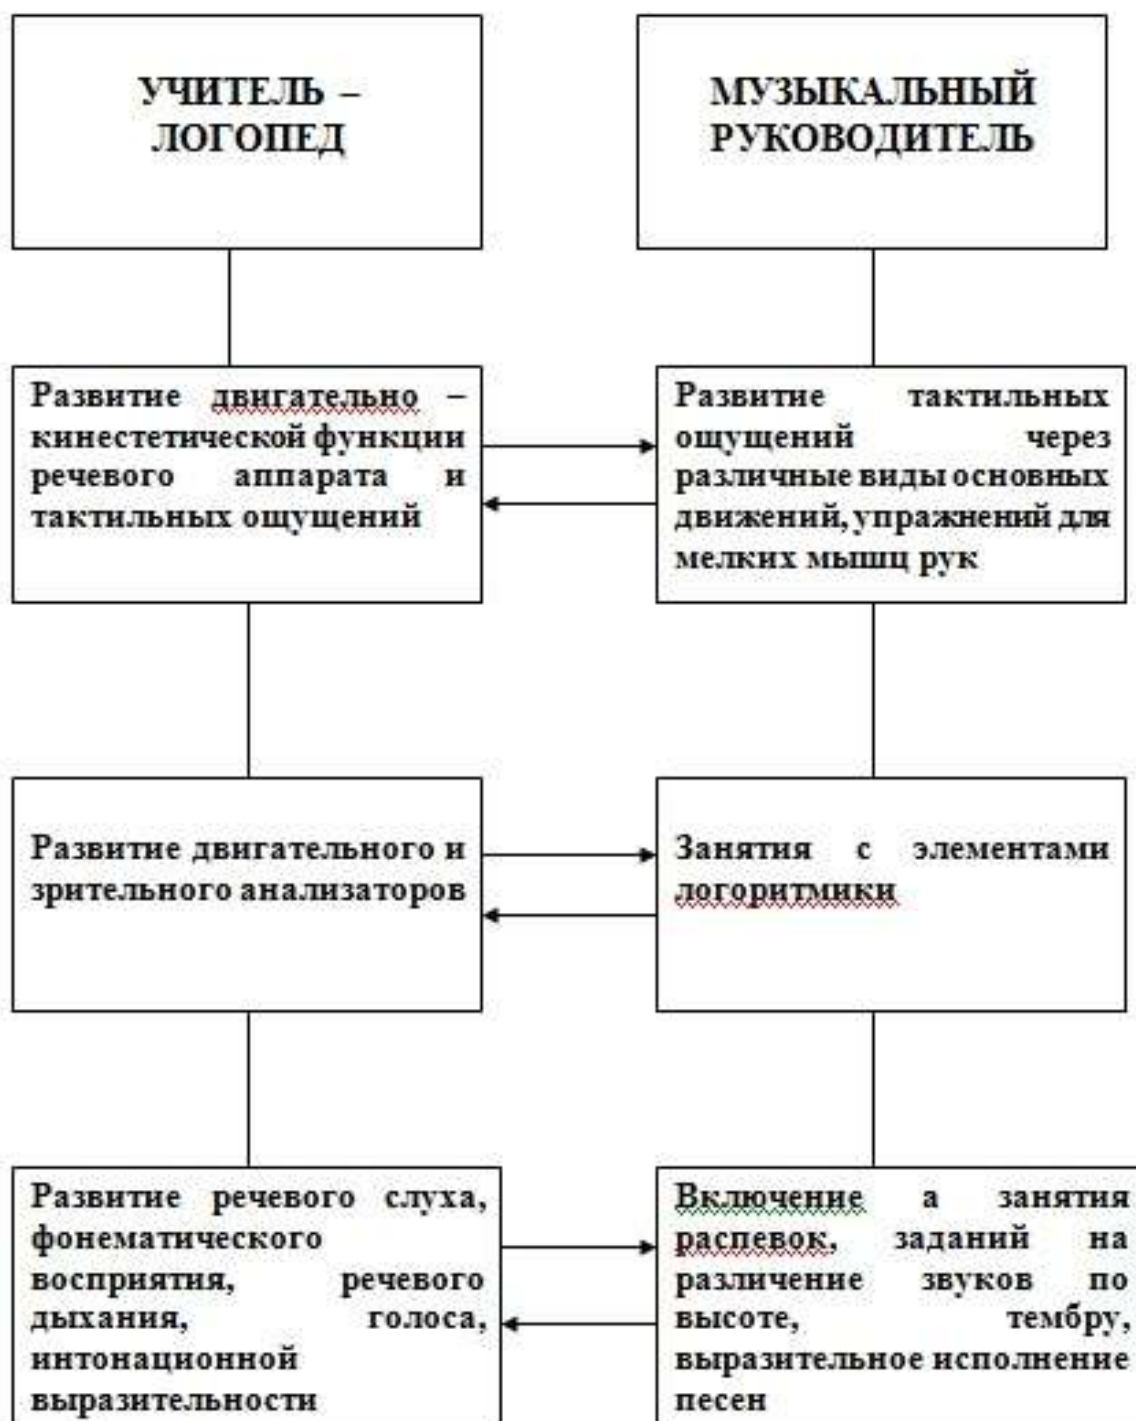 УЧИТЕЛЬ –
ЛОГОПЕД
МУЗЫКАЛЬНЫЙ
РУКОВОДИТЕЛЬ
Развитие двигательно –
кинестетической функции
речевого аппарата и
тактильных ощущений
Развитие тактильных
ощущений через
различные виды основных
движений, упражнений для
мелких мышц рук
Развитие двигательного и
зрительного анализаторов
Занятия с элементами
логоритмики
Развитие речевого слуха,
фонематического
восприятия, речевого
дыхания, голоса,
интонационной
выразительности
Включение а занятия
распевок, заданий на
различение звуков по
высоте, тембру,
выразительное исполнение
песен